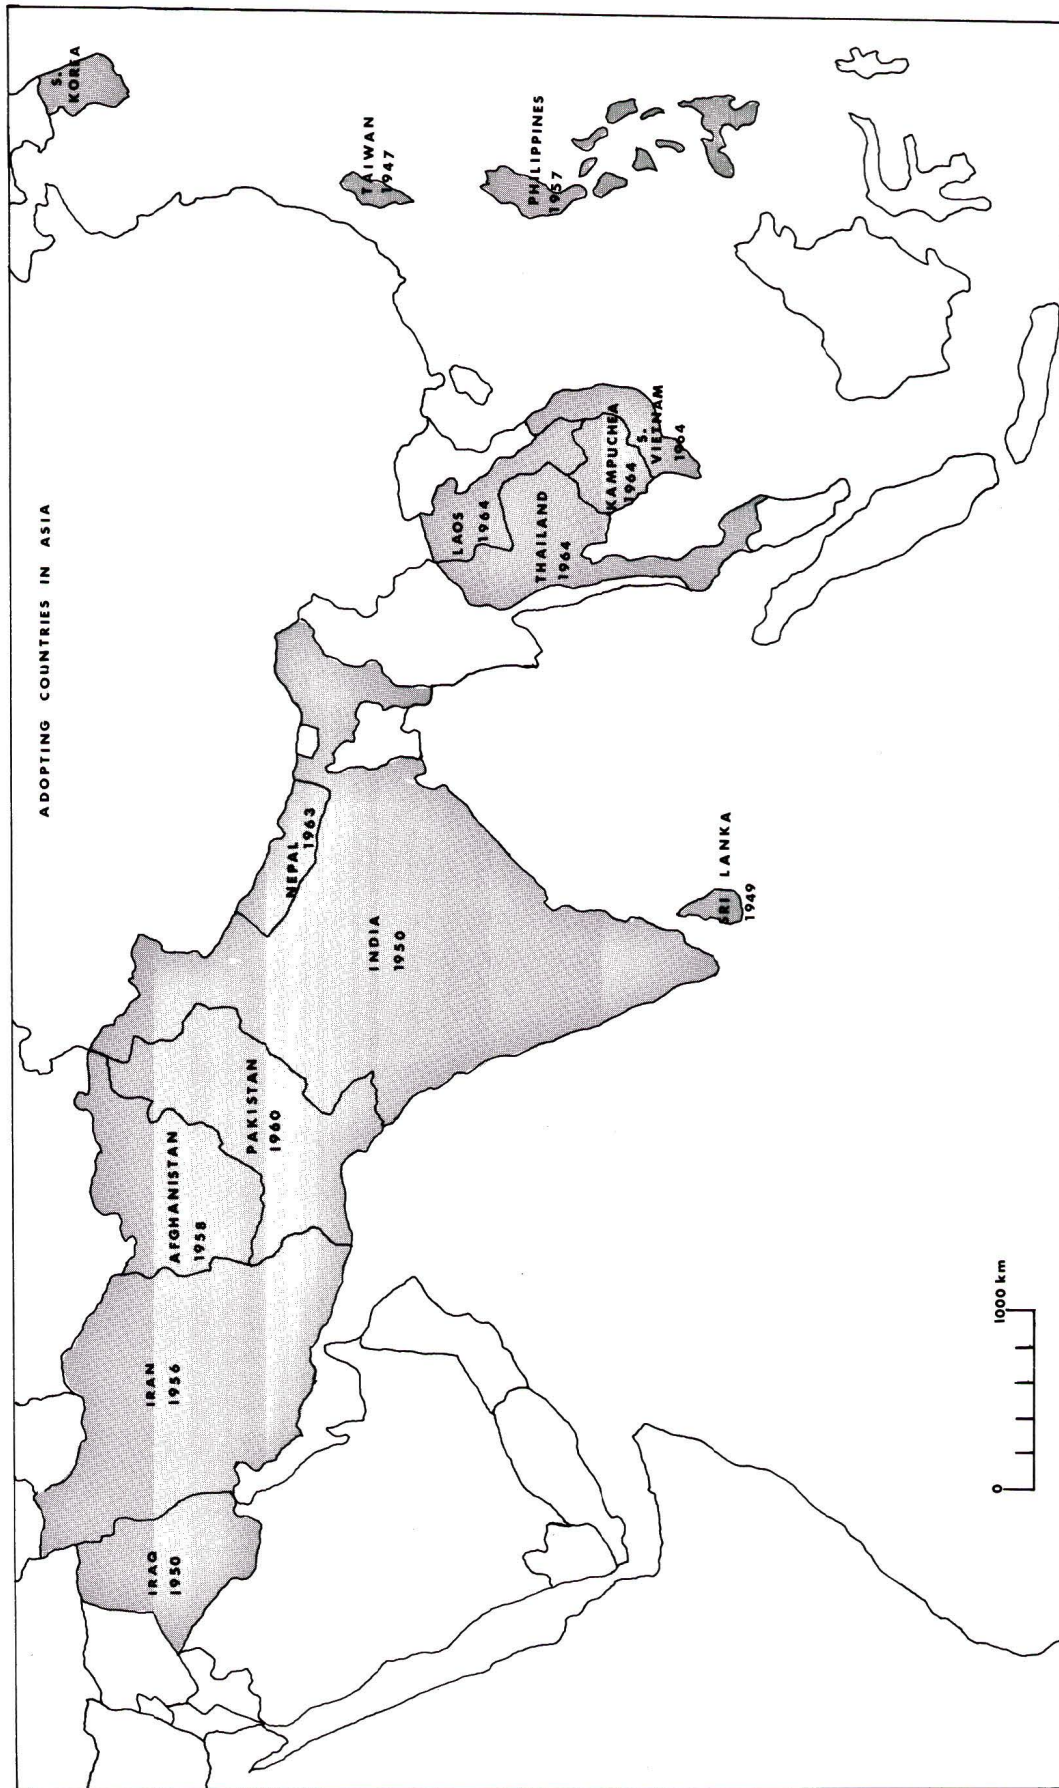 ADOPTING COUNTRIES IN ASIA
IRAQ
1950
IRAN
1956
AFGHANISTAN
1958
PAKISTAN
1960
NEPAL
1963
INDIA
1950
SRI LANKA
1949
LAOS
1964
THAILAND
1964
KAMPUCHEA
1964
S.
VIETNAM
1964
TAIWAN
1947
PHILIPPINES
1957
S.
KOREA
0
1000 km